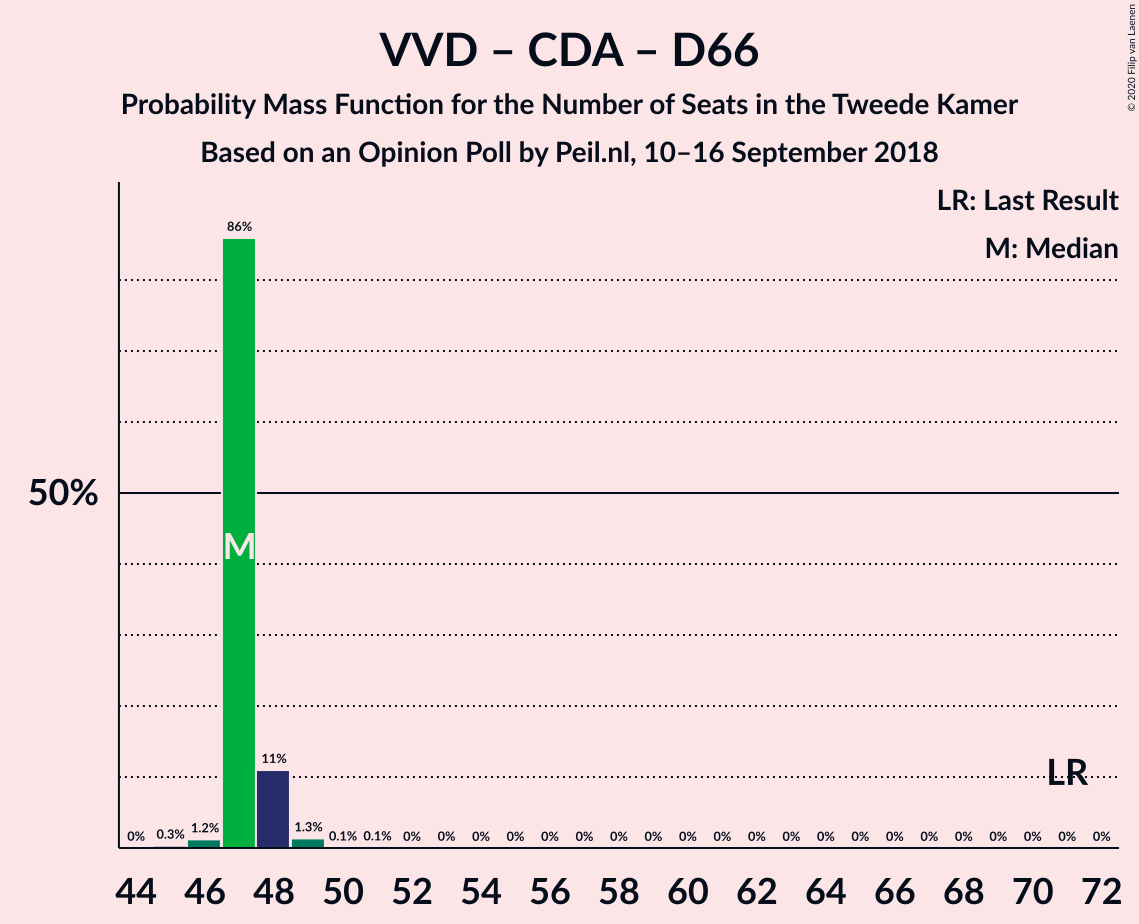 VVD – CDA – D66
Probability Mass Function for the Number of Seats in the Tweede Kamer
Based on an Opinion Poll by Peil.nl, 10–16 September 2018
© 2020 Filip van Laenen
LR: Last Result
M: Median
86%
50%
M
11%
LR
0% 0.3% 1.2% 1.3% 0.1% 0.1% 0% 0% 0% 0% 0% 0% 0% 0% 0% 0% 0% 0% 0% 0% 0% 0% 0% 0% 0% 0% 0%
44 46 48 50 52 54 56 58 60 62 64 66 68 70 72